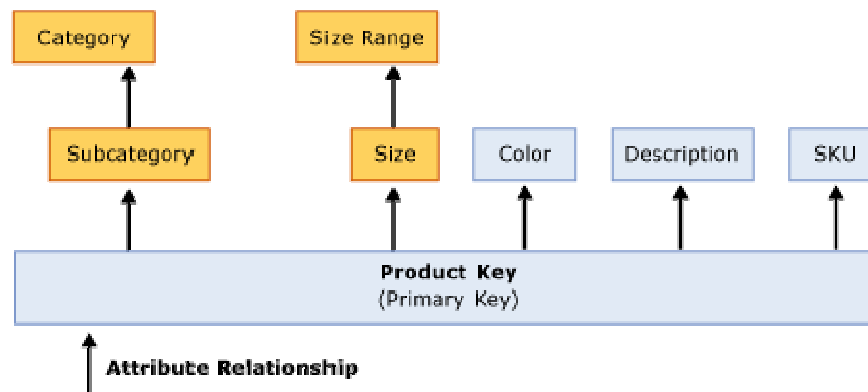 Category
Size Range
Subcategory
Size
Color
Description
SKU
Product Key
(Primary Key)
Attribute Relationship